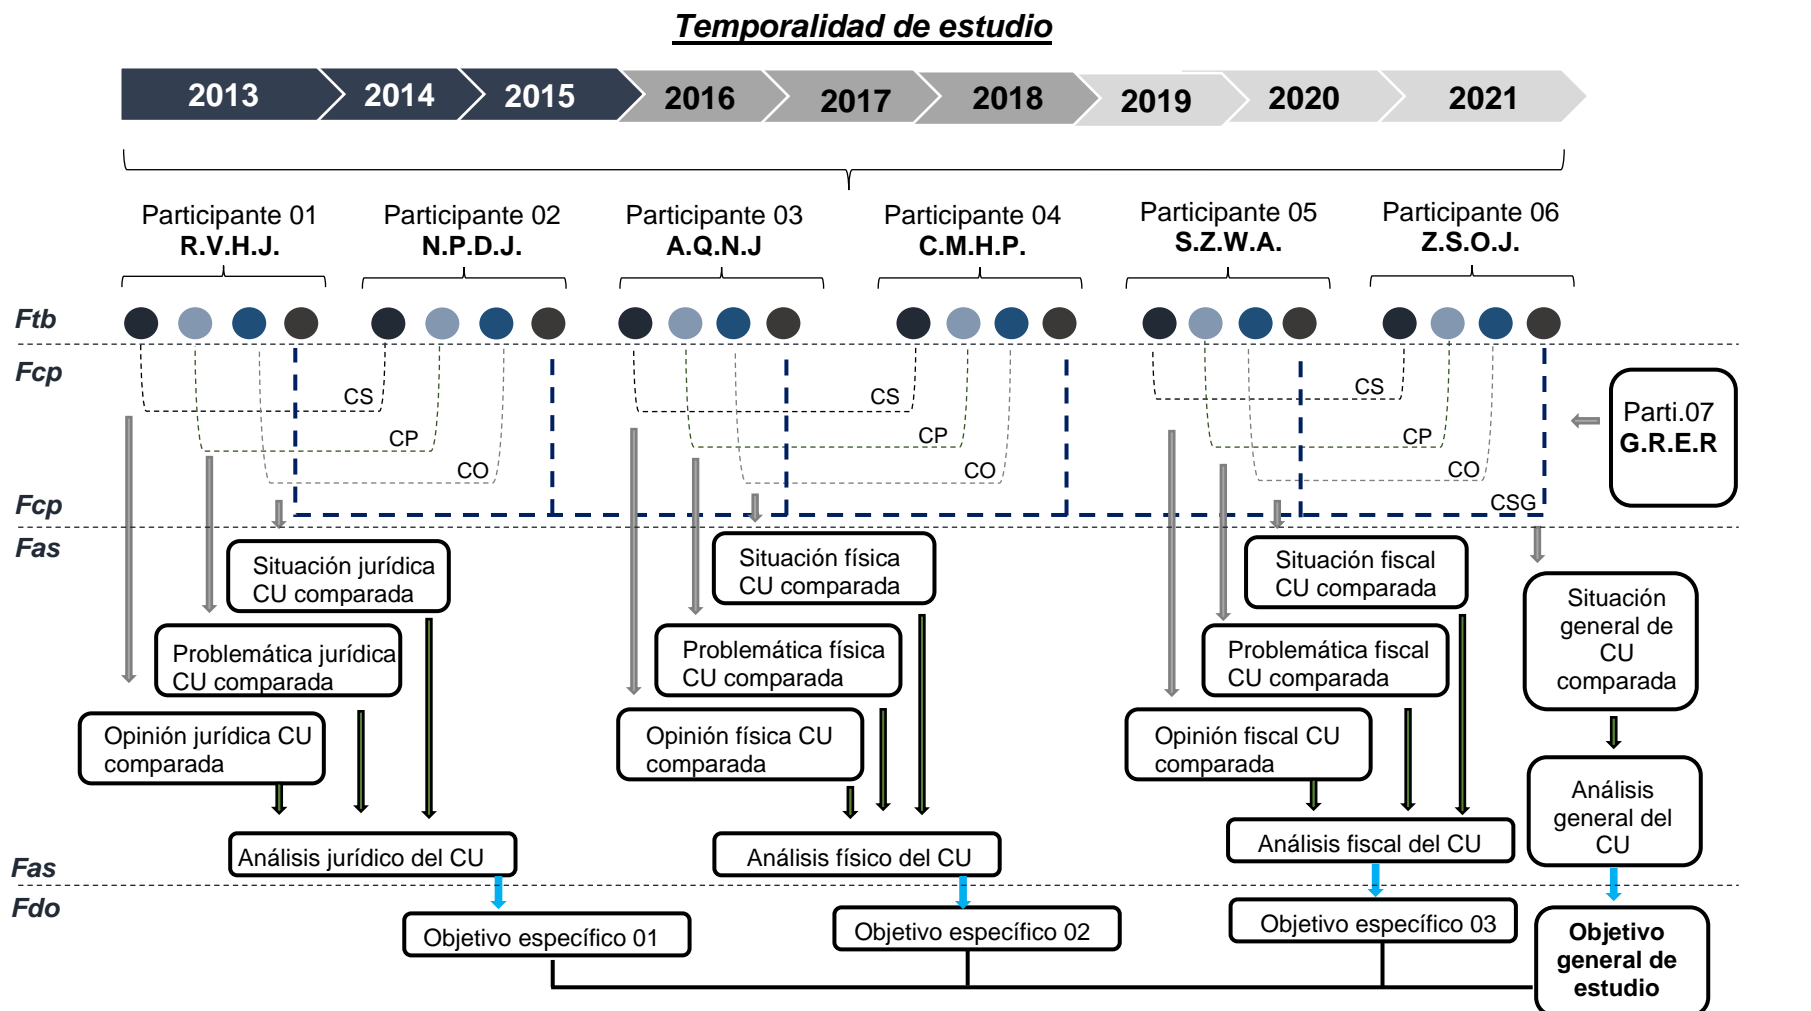 Temporalidad de estudio
2013 2014 2015 2016 2017 2018 2019 2020 2021
Participante 01
R.V.H.J.
Participante 02
N.P.D.J.
Participante 03
A.Q.N.J
Participante 04
C.M.H.P.
Participante 05
S.Z.W.A.
Participante 06
Z.S.O.J.
Ftb
Fcp
CS
CP
CO
CS
CP
CO
CS
CP
CO
CSG
Parti.07
G.R.E.R
Fcp
Fas
Situación jurídica
CU comparada
Problemática jurídica
CU comparada
Opinión jurídica CU
comparada
Situación física
CU comparada
Problemática física
CU comparada
Opinión física CU
comparada
Situación fiscal
CU comparada
Problemática fiscal
CU comparada
Opinión fiscal CU
comparada
Situación
general de
CU
comparada
Análisis jurídico del CU
Análisis físico del CU
Análisis fiscal del CU
Análisis
general del
CU
Fas
Fdo
Objetivo específico 01
Objetivo específico 02
Objetivo específico 03
Objetivo
general de
estudio